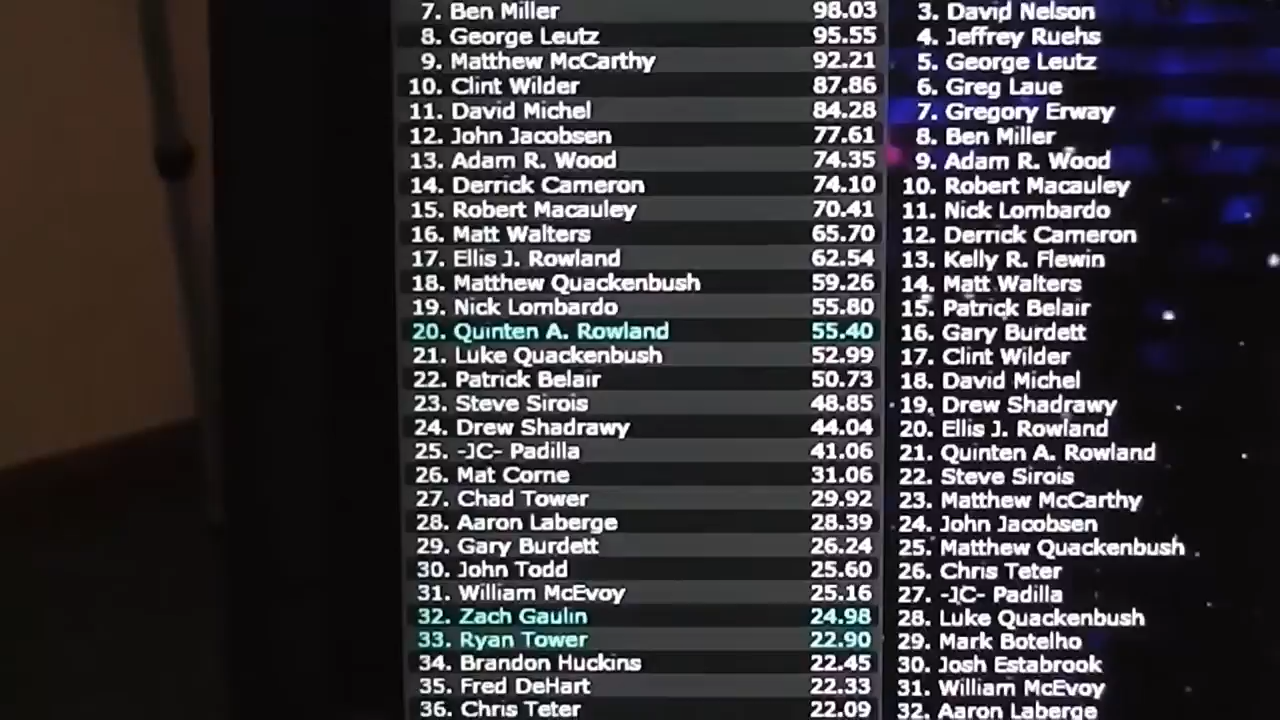 7. Ben Miller 98.03
8. George Leutz 95.55
9. Matthew McCarthy 92.21
10. Clint Wilder 87.86
11. David Michel 84.28
12. John Jacobsen 77.61
13. Adam R. Wood 74.35
14. Derrick Cameron 74.10
15. Robert Macauley 70.41
16. Matt Walters 65.70
17. Ellis J. Rowland 62.54
18. Matthew Quackenbush 59.26
19. Nick Lombardo 55.80
20. Quinten A. Rowland 55.40
21. Luke Quackenbush 52.99
22. Patrick Belair 50.73
23. Steve Sirois 48.85
24. Drew Shadrawy 44.04
25. -JC- Padilla 41.06
26. Mat Corne 31.06
27. Chad Tower 29.92
28. Aaron Laberge 28.39
29. Gary Burdett 26.24
30. John Todd 25.60
31. William McEvoy 25.16
32. Zach Gaulin 24.98
33. Ryan Tower 22.90
34. Brandon Huckins 22.45
35. Fred DeHart 22.33
36. Chris Teter 22.09
3. David Nelson
4. Jeffrey Ruehs
5. George Leutz
6. Greg Laue
7. Gregory Erway
8. Ben Miller
9. Adam R. Wood
10. Robert Macauley
11. Nick Lombardo
12. Derrick Cameron
13. Kelly R. Flewin
14. Matt Walters
15. Patrick Belair
16. Gary Burdett
17. Clint Wilder
18. David Michel
19. Drew Shadrawy
20. Ellis J. Rowland
21. Quinten A. Rowland
22. Steve Sirois
23. Matthew McCarthy
24. John Jacobsen
25. Matthew Quackenbush
26. Chris Teter
27. -JC- Padilla
28. Luke Quackenbush
29. Mark Botelho
30. Josh Estabrook
31. William McEvoy
32. Aaron Laberge